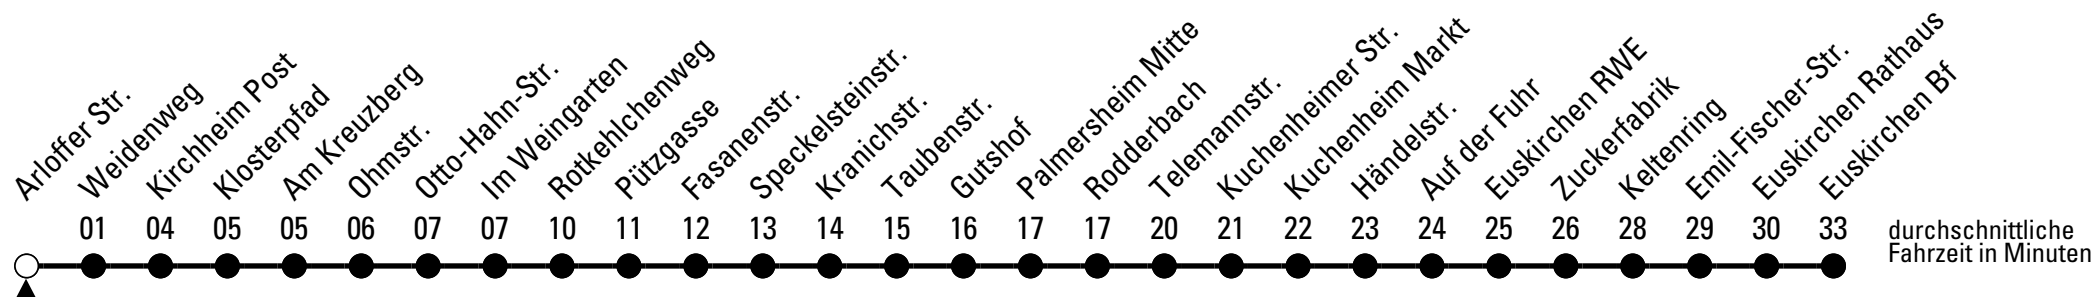 Arloffer Str.
Weidenweg
Kirchheim Post
Klosterpfad
Am Kreuzberg
Ohmstr.
Otto-Hahn-Str.
Im Weingarten
Rotkehlchenweg
Pützgasse
Fasanenstr.
Speckelsteinstr.
Kranichstr.
Taubenstr.
Gutshof
Palmersheim Mitte
Rodderbach
Telemannstr.
Kuchenheimer Str.
Kuchenheim Markt
Händelstr.
Auf der Fuhr
Euskirchen RWE
Zuckerfabrik
Keltenring
Emil-Fischer-Str.
Euskirchen Rathaus
Euskirchen Bf
01 04 05 05 06 07 07 10 11 12 13 14 15 16 17 17 20 21 22 23 24 25 26 28 29 30 33
durchschnittliche
Fahrzeit in Minuten